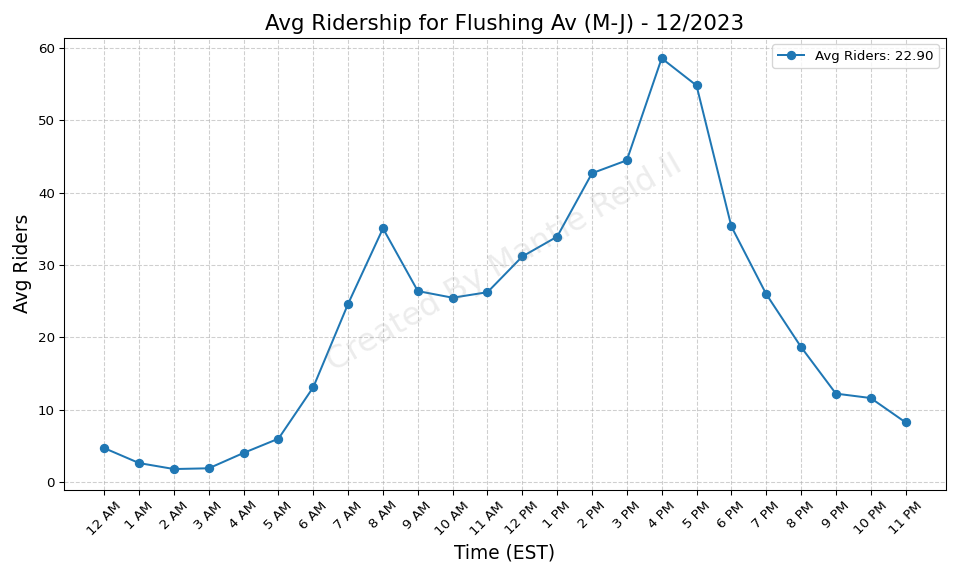 Avg Ridership for Flushing Av (M-J) - 12/2023
Avg Riders: 22.90
Avg Riders
60
50
40
30
20
10
0
Created By Mantie Reid II
12 AM
1 AM
2 AM
3 AM
4 AM
5 AM
6 AM
7 AM
8 AM
9 AM
10 AM
11 AM
12 PM
1 PM
2 PM
3 PM
4 PM
5 PM
6 PM
7 PM
8 PM
9 PM
10 PM
11 PM
Time (EST)